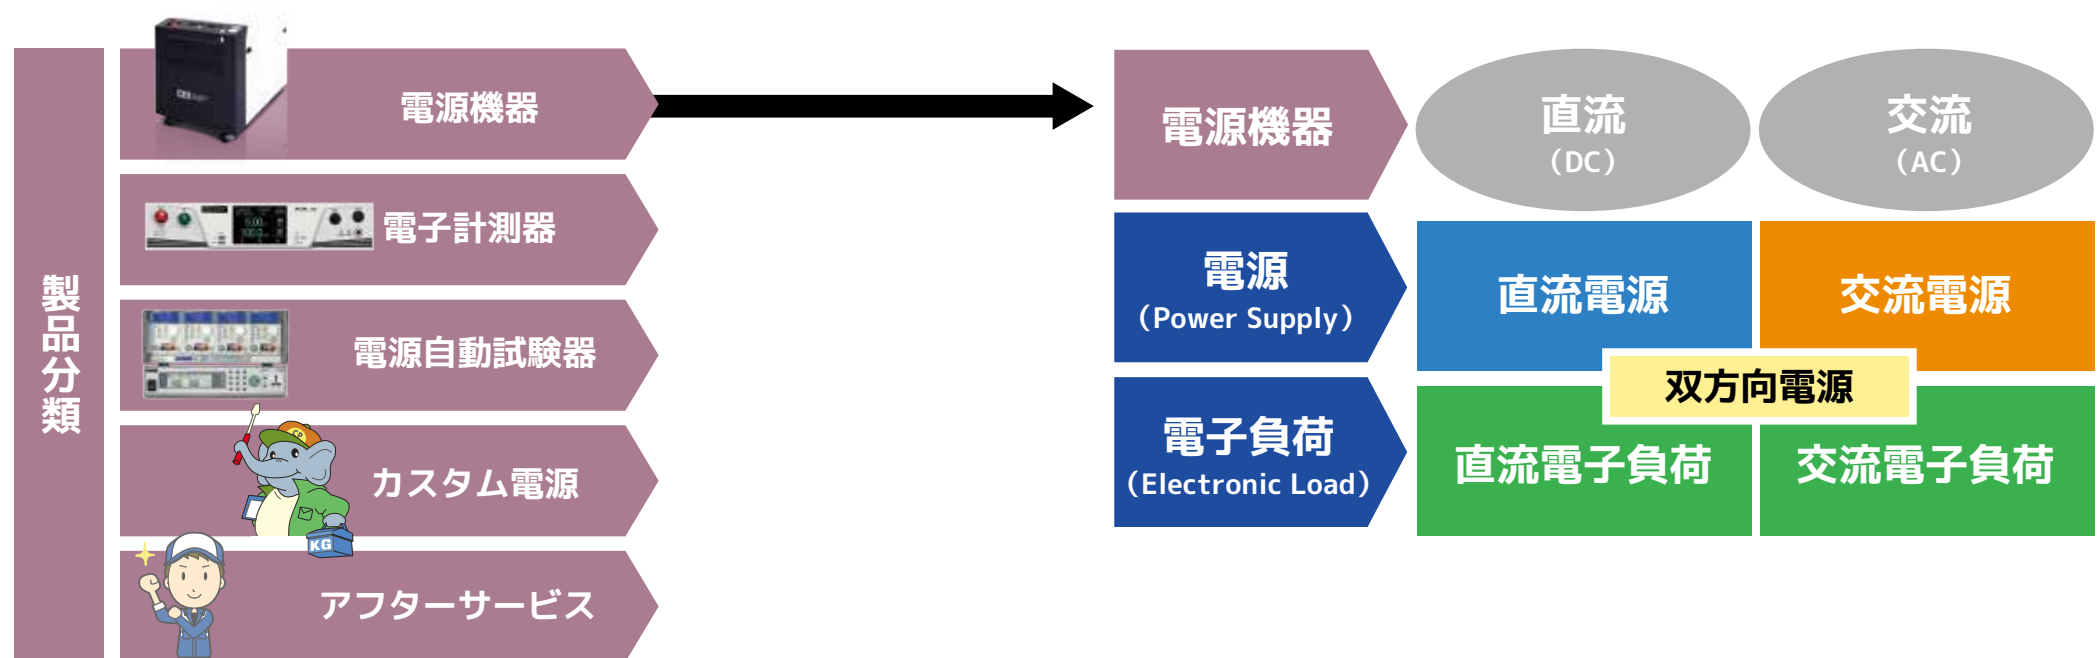 製品分類
電源機器
電子計測器
電源自動試験器
CP
カスタム電源
KG
アフターサービス
電源機器
直流
（DC）
交流
（AC）
電源
（Power Supply）
直流電源
交流電源
双方向電源
電子負荷
（Electronic Load）
直流電子負荷
交流電子負荷